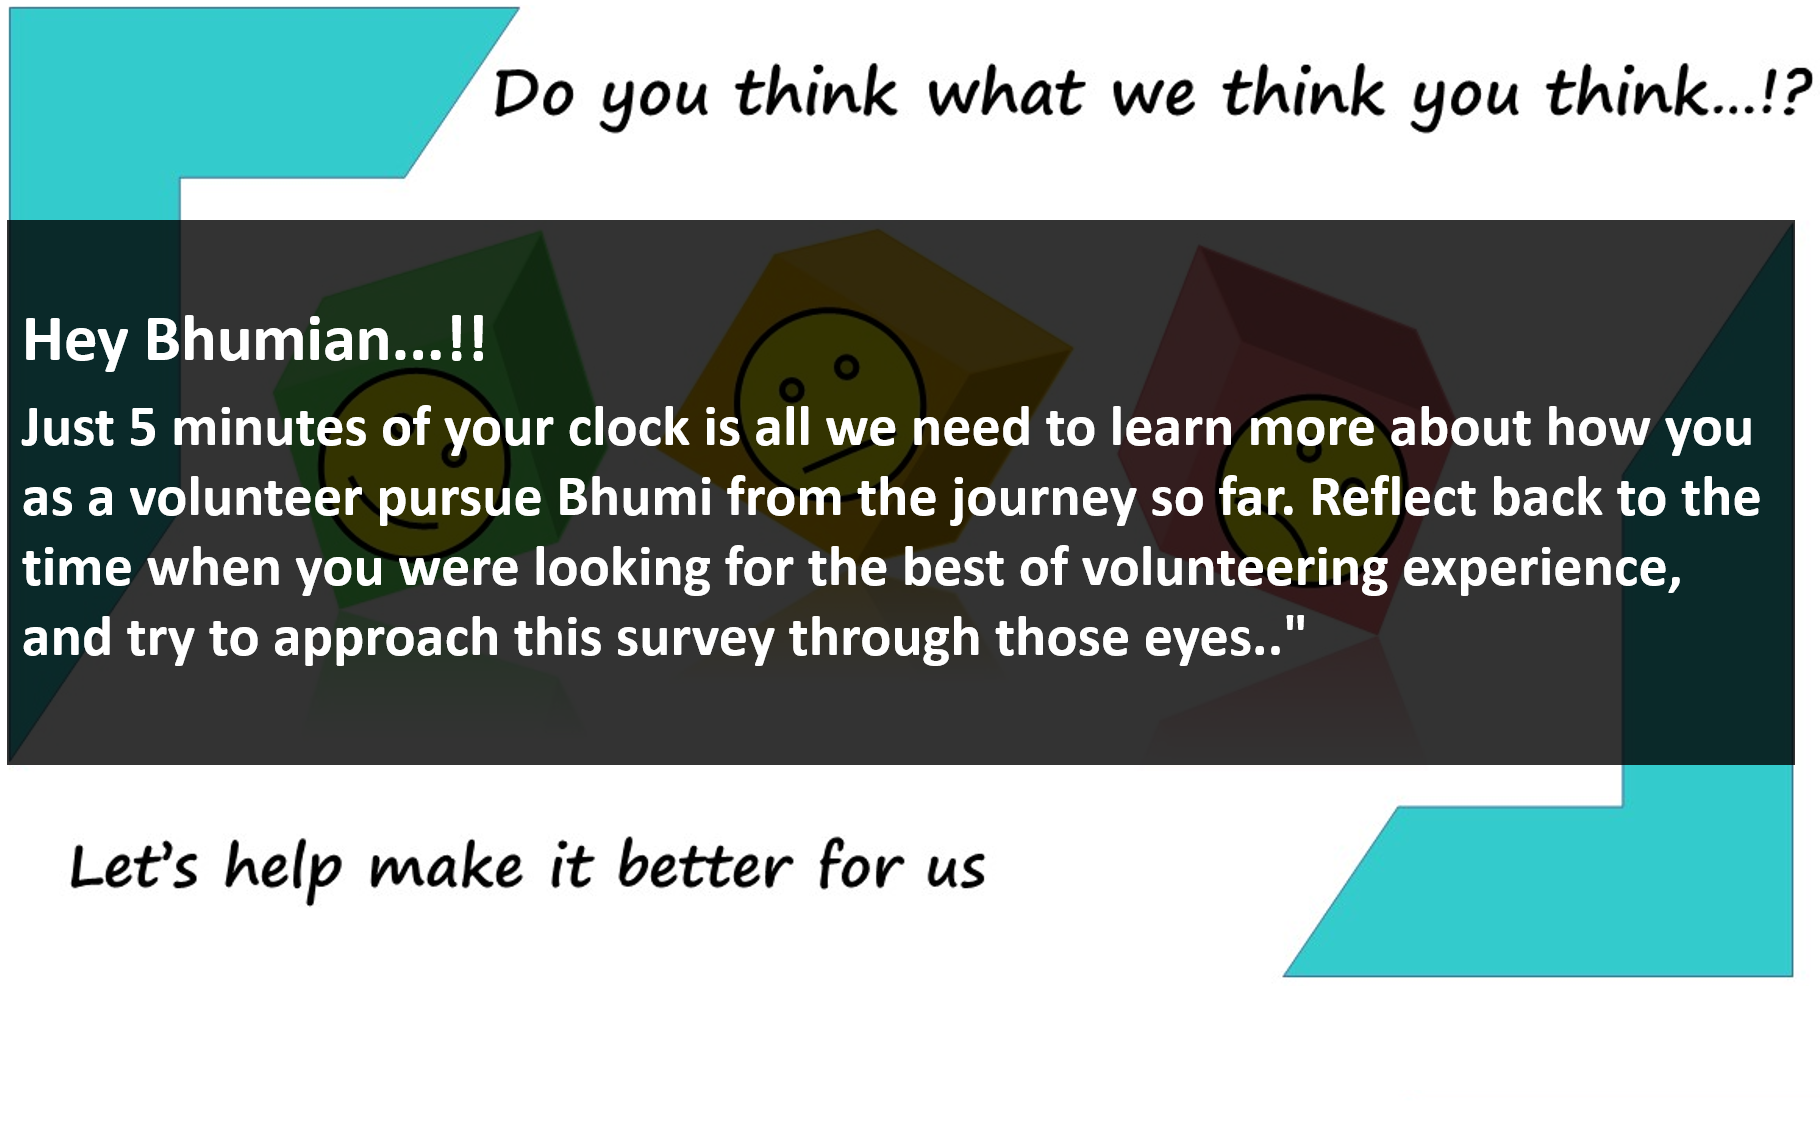 Do you think what we think you think...!?
Hey Bhumian...!!
Just 5 minutes of your clock is all we need to learn more about how you
as a volunteer pursue Bhumi from the journey so far. Reflect back to the
time when you were looking for the best of volunteering experience,
and try to approach this survey through those eyes.."
Let's help make it better for us